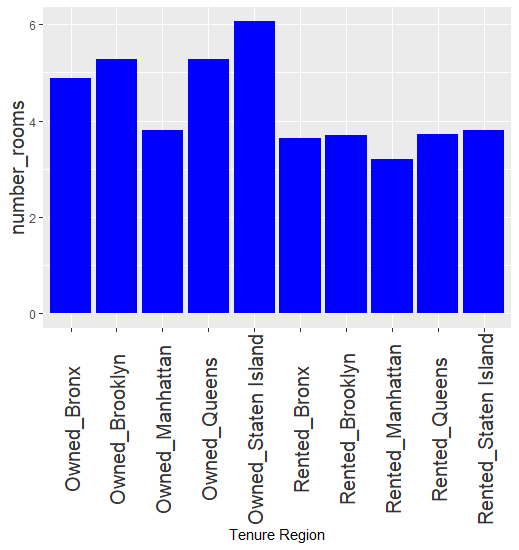 number_rooms
6
4
2
0
Owned_Bronx
Owned_Brooklyn
Owned_Manhattan
Owned_Queens
Owned_Staten Island
Rented_Bronx
Rented_Brooklyn
Rented_Manhattan
Rented_Queens
Rented_Staten Island
Tenure Region